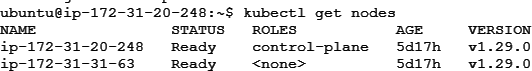 ubuntu@ip-172-31-20-248:~$ kubectl get nodes
NAME STATUS ROLES AGE VERSION
ip-172-31-20-248 Ready control-plane 5d17h v1.29.0
ip-172-31-31-63 Ready <none> 5d17h v1.29.0